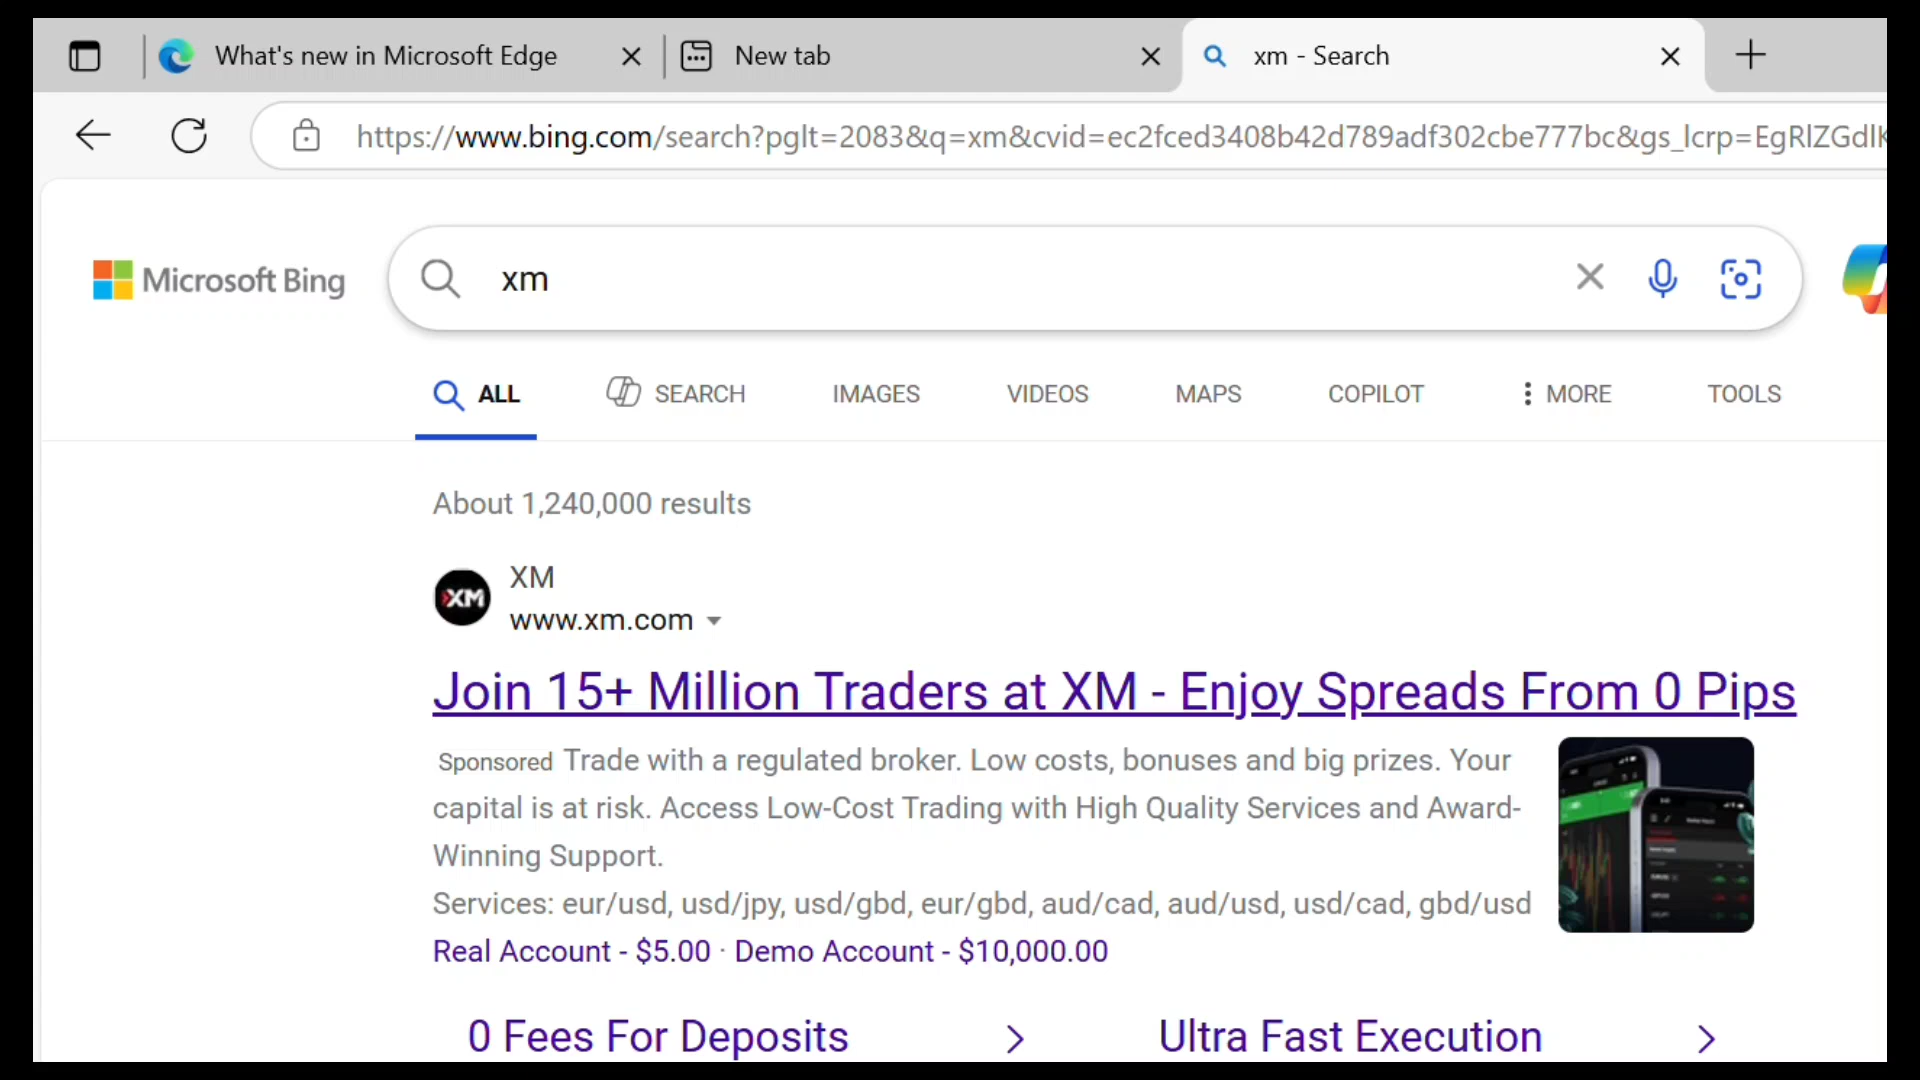 What's new in Microsoft Edge
New tab
xm - Search
https://www.bing.com/search?pglt=2083&q=xm&cvid=ec2fced3408b42d789adf302cbe777bc&gs_lcrp=EgRlZGdlK
Microsoft Bing
xm
ALL
SEARCH
IMAGES
VIDEOS
MAPS
COPILOT
MORE
TOOLS
About 1,240,000 results
XM
XM
www.xm.com
Join 15+ Million Traders at XM - Enjoy Spreads From 0 Pips
Sponsored Trade with a regulated broker. Low costs, bonuses and big prizes. Your
capital is at risk. Access Low-Cost Trading with High Quality Services and Award-
Winning Support.
Services: eur/usd, usd/jpy, usd/gbd, eur/gbd, aud/cad, aud/usd, usd/cad, gbd/usd
Real Account - $5.00 · Demo Account - $10,000.00
0 Fees For Deposits
Ultra Fast Execution